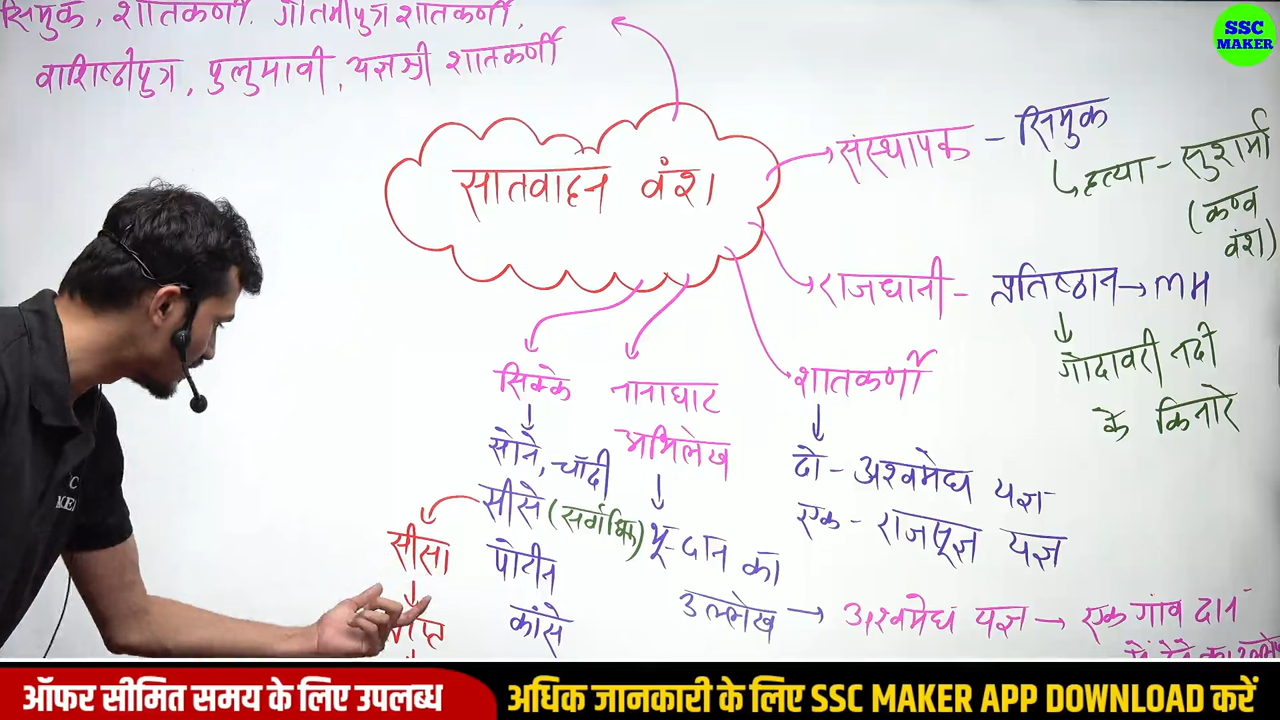 सिमुक, शातकर्णी, गौतमीपुत्र शातकर्णी,
वाशिष्ठीपुत्र, पुलुमावी, यज्ञश्री शातकर्णी
SSC
MAKER
सातवाहन वंश
संस्थापक - सिमुक
हत्या - सुशर्मा
(कण्व
वंश)
राजधानी - प्रतिष्ठान → MH
गोदावरी नदी
के किनारे
सिक्के
सोने, चाँदी
सीसे (सर्वाधिक)
पोटीन
कांसे
सीसा
नानाघाट
अभिलेख
भू-दान का
उल्लेख → अश्वमेघ यज्ञ → एक गांव दान
शातकर्णी
दो - अश्वमेघ यज्ञ
एक - राजसूज्ञ यज्ञ
ऑफर सीमित समय के लिए उपलब्ध
अधिक जानकारी के लिए SSC MAKER APP DOWNLOAD करें